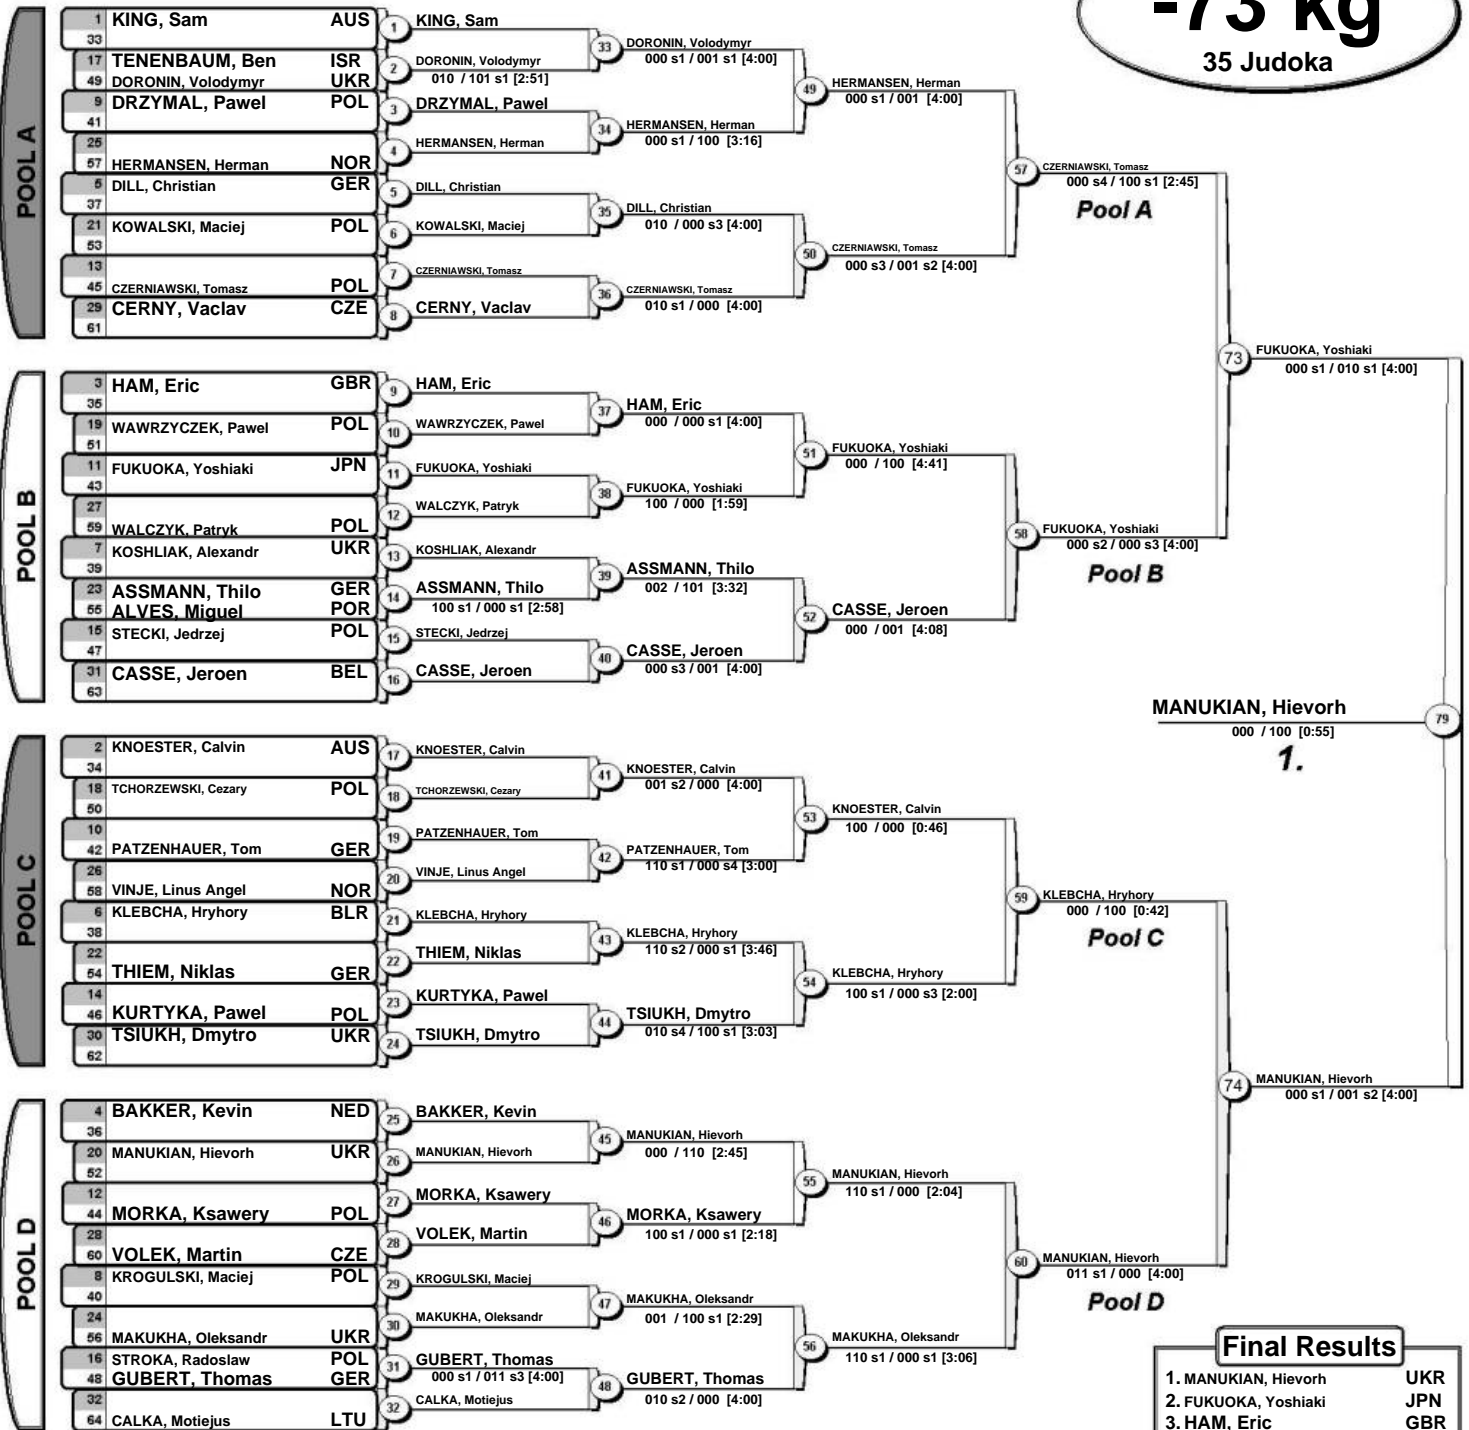 -73 kg
35 Judoka
POOL A
1 KING, Sam AUS
33
17 TENENBAUM, Ben ISR
49 DORONIN, Volodymyr UKR
9 DRZYMAL, Pawel POL
41
25
57 HERMANSEN, Herman NOR
5 DILL, Christian GER
37
21 KOWALSKI, Maciej POL
53
13
45 CZERNIAWSKI, Tomasz POL
29 CERNY, Vaclav CZE
61
1 KING, Sam
2 DORONIN, Volodymyr
010 / 101 s1 [2:51]
3 DRZYMAL, Pawel
4 HERMANSEN, Herman
5 DILL, Christian
6 KOWALSKI, Maciej
7 CZERNIAWSKI, Tomasz
8 CERNY, Vaclav
33 DORONIN, Volodymyr
000 s1 / 001 s1 [4:00]
34 HERMANSEN, Herman
000 s1 / 100 [3:16]
35 DILL, Christian
010 / 000 s3 [4:00]
36 CZERNIAWSKI, Tomasz
010 s1 / 000 [4:00]
49 HERMANSEN, Herman
000 s1 / 001 [4:00]
50 CZERNIAWSKI, Tomasz
000 s3 / 001 s2 [4:00]
57 CZERNIAWSKI, Tomasz
000 s4 / 100 s1 [2:45]
Pool A
POOL B
3 HAM, Eric GBR
35
19 WAWRZYCZEK, Pawel POL
51
11 FUKUOKA, Yoshiaki JPN
43
27
59 WALCZYK, Patryk POL
7 KOSHLIAK, Alexandr UKR
39
23 ASSMANN, Thilo GER
55 ALVES, Miguel POR
15 STECKI, Jedrzej POL
47
31 CASSE, Jeroen BEL
63
9 HAM, Eric
10 WAWRZYCZEK, Pawel
11 FUKUOKA, Yoshiaki
12 WALCZYK, Patryk
13 KOSHLIAK, Alexandr
14 ASSMANN, Thilo
100 s1 / 000 s1 [2:58]
15 STECKI, Jedrzej
16 CASSE, Jeroen
37 HAM, Eric
000 / 000 s1 [4:00]
38 FUKUOKA, Yoshiaki
100 / 000 [1:59]
39 ASSMANN, Thilo
002 / 101 [3:32]
40 CASSE, Jeroen
000 s3 / 001 [4:00]
51 FUKUOKA, Yoshiaki
000 / 100 [4:41]
52 CASSE, Jeroen
000 / 001 [4:08]
58 FUKUOKA, Yoshiaki
000 s2 / 000 s3 [4:00]
Pool B
73 FUKUOKA, Yoshiaki
000 s1 / 010 s1 [4:00]
MANUKIAN, Hievorh 79
000 / 100 [0:55]
1.
POOL C
2 KNOESTER, Calvin AUS
34
18 TCHORZEWSKI, Cezary POL
50
10
42 PATZENHAUER, Tom GER
26
58 VINJE, Linus Angel NOR
6 KLEBCHA, Hryhory BLR
38
22
54 THIEM, Niklas GER
14
46 KURTYKA, Pawel POL
30 TSIUKH, Dmytro UKR
62
17 KNOESTER, Calvin
18 TCHORZEWSKI, Cezary
19 PATZENHAUER, Tom
20 VINJE, Linus Angel
21 KLEBCHA, Hryhory
22 THIEM, Niklas
23 KURTYKA, Pawel
24 TSIUKH, Dmytro
41 KNOESTER, Calvin
001 s2 / 000 [4:00]
42 PATZENHAUER, Tom
110 s1 / 000 s4 [3:00]
43 KLEBCHA, Hryhory
110 s2 / 000 s1 [3:46]
44 TSIUKH, Dmytro
010 s4 / 100 s1 [3:03]
53 KNOESTER, Calvin
100 / 000 [0:46]
54 KLEBCHA, Hryhory
100 s1 / 000 s3 [2:00]
59 KLEBCHA, Hryhory
000 / 100 [0:42]
Pool C
74 MANUKIAN, Hievorh
000 s1 / 001 s2 [4:00]
POOL D
4 BAKKER, Kevin NED
36
20 MANUKIAN, Hievorh UKR
52
12
44 MORKA, Ksawery POL
28
60 VOLEK, Martin CZE
8 KROGULSKI, Maciej POL
40
24
56 MAKUKHA, Oleksandr UKR
16 STROKA, Radoslaw POL
48 GUBERT, Thomas GER
32
64 CALKA, Motiejus LTU
25 BAKKER, Kevin
26 MANUKIAN, Hievorh
27 MORKA, Ksawery
28 VOLEK, Martin
29 KROGULSKI, Maciej
30 MAKUKHA, Oleksandr
31 GUBERT, Thomas
000 s1 / 011 s3 [4:00]
32 CALKA, Motiejus
45 MANUKIAN, Hievorh
000 / 110 [2:45]
46 MORKA, Ksawery
100 s1 / 000 s1 [2:18]
47 MAKUKHA, Oleksandr
001 / 100 s1 [2:29]
48 GUBERT, Thomas
010 s2 / 000 [4:00]
55 MANUKIAN, Hievorh
110 s1 / 000 [2:04]
56 MAKUKHA, Oleksandr
110 s1 / 000 s1 [3:06]
60 MANUKIAN, Hievorh
011 s1 / 000 [4:00]
Pool D
Final Results
1. MANUKIAN, Hievorh UKR
2. FUKUOKA, Yoshiaki JPN
3. HAM, Eric GBR